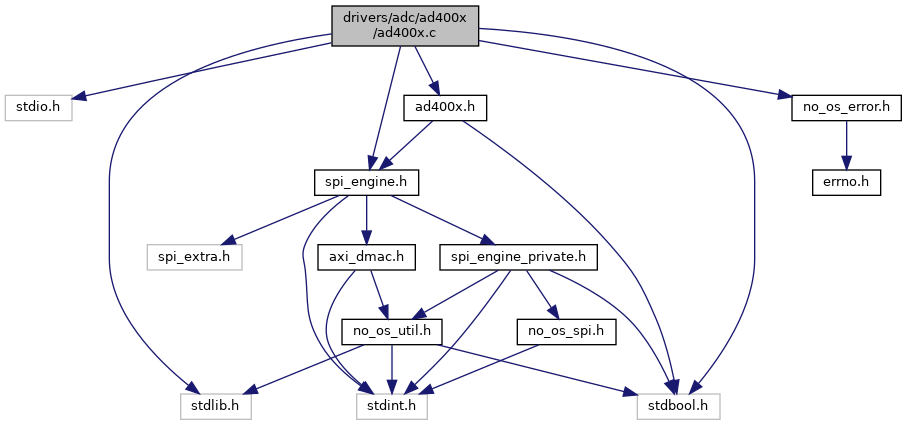 drivers/adc/ad400x
/ad400x.c
stdio.h
ad400x.h
no_os_error.h
spi_engine.h
errno.h
spi_extra.h
axi_dmac.h
spi_engine_private.h
no_os_util.h
no_os_spi.h
stdlib.h
stdint.h
stdbool.h